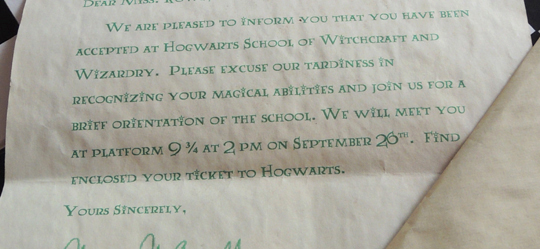 Dear Miss.
We are pleased to inform you that you have been
accepted at Hogwarts School of Witchcraft and
Wizardry. Please excuse our tardiness in
recognizing your magical abilities and join us for a
brief orientation of the school. We will meet you
at platform 9 ¾ at 2 pm on September 26th. Find
enclosed your ticket to Hogwarts.
Yours Sincerely,